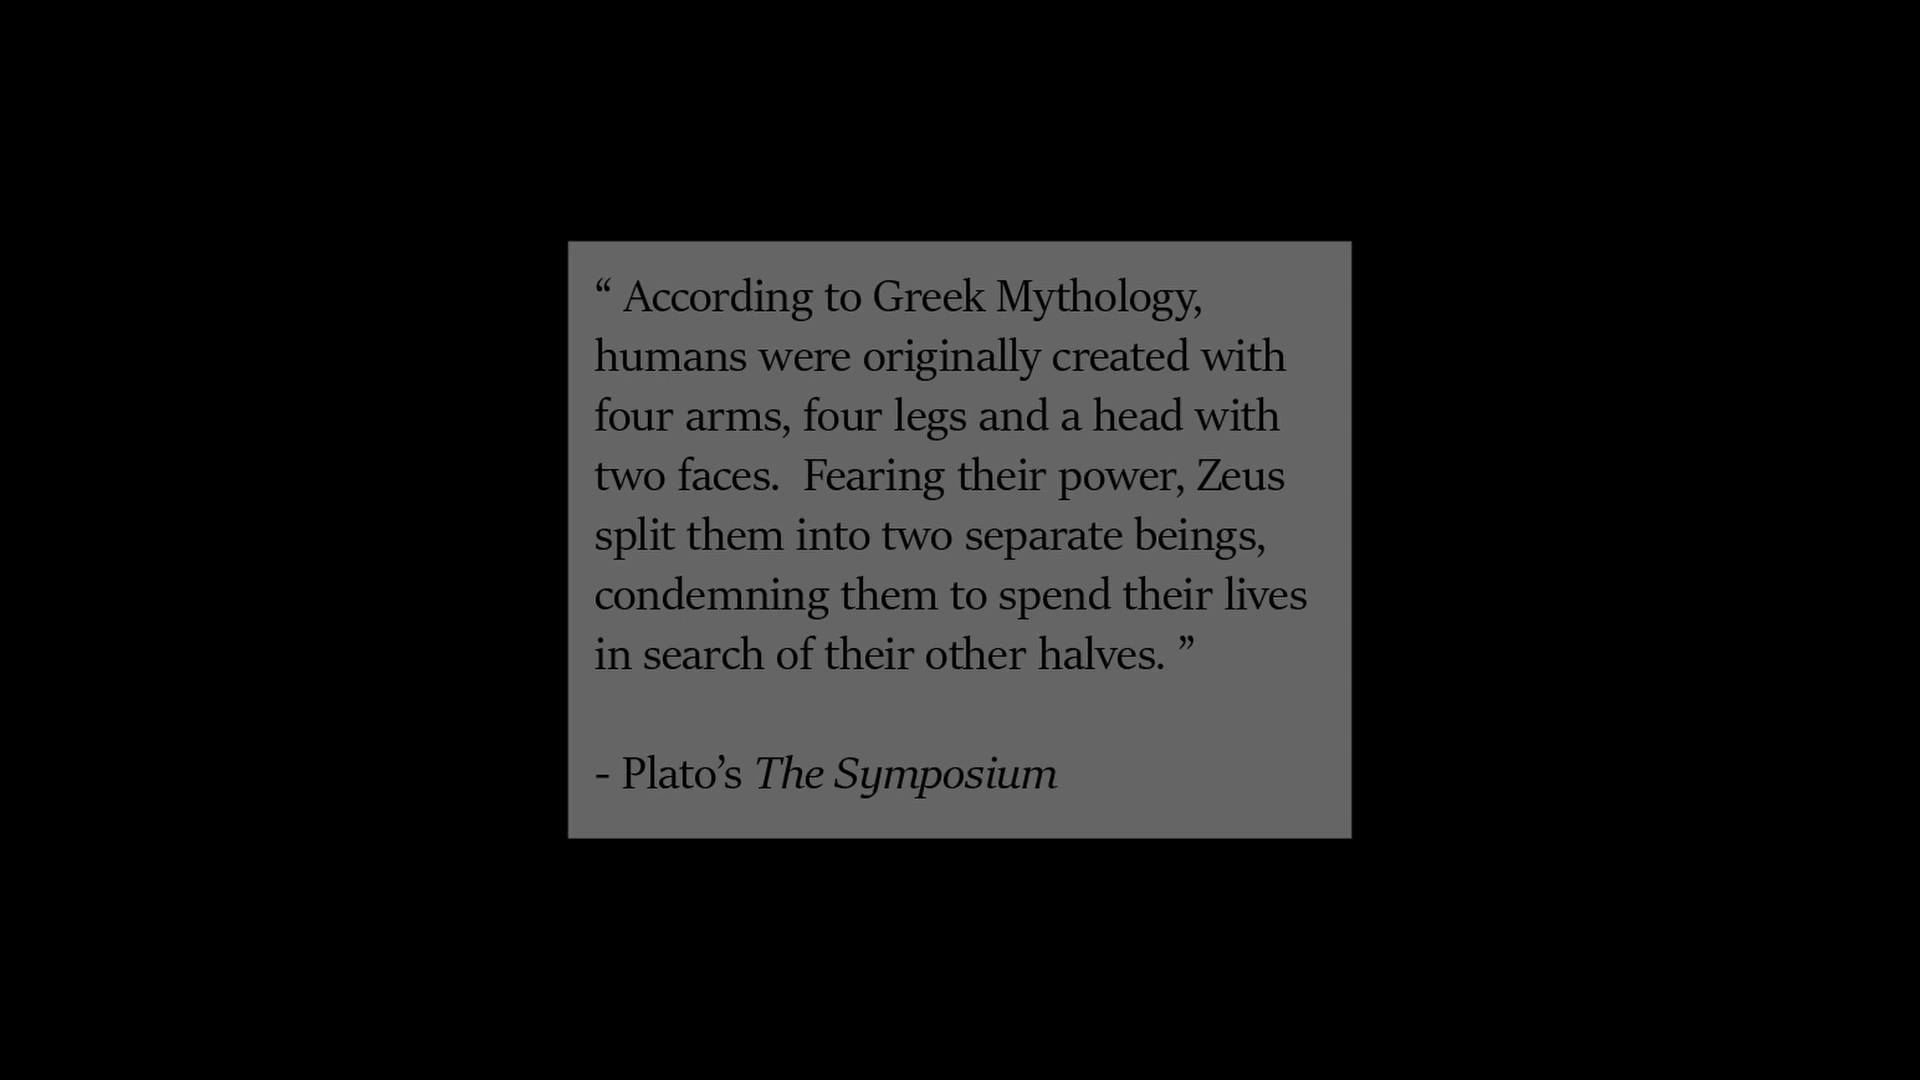 “ According to Greek Mythology,
humans were originally created with
four arms, four legs and a head with
two faces.  Fearing their power, Zeus
split them into two separate beings,
condemning them to spend their lives
in search of their other halves. ”
- Plato’s The Symposium